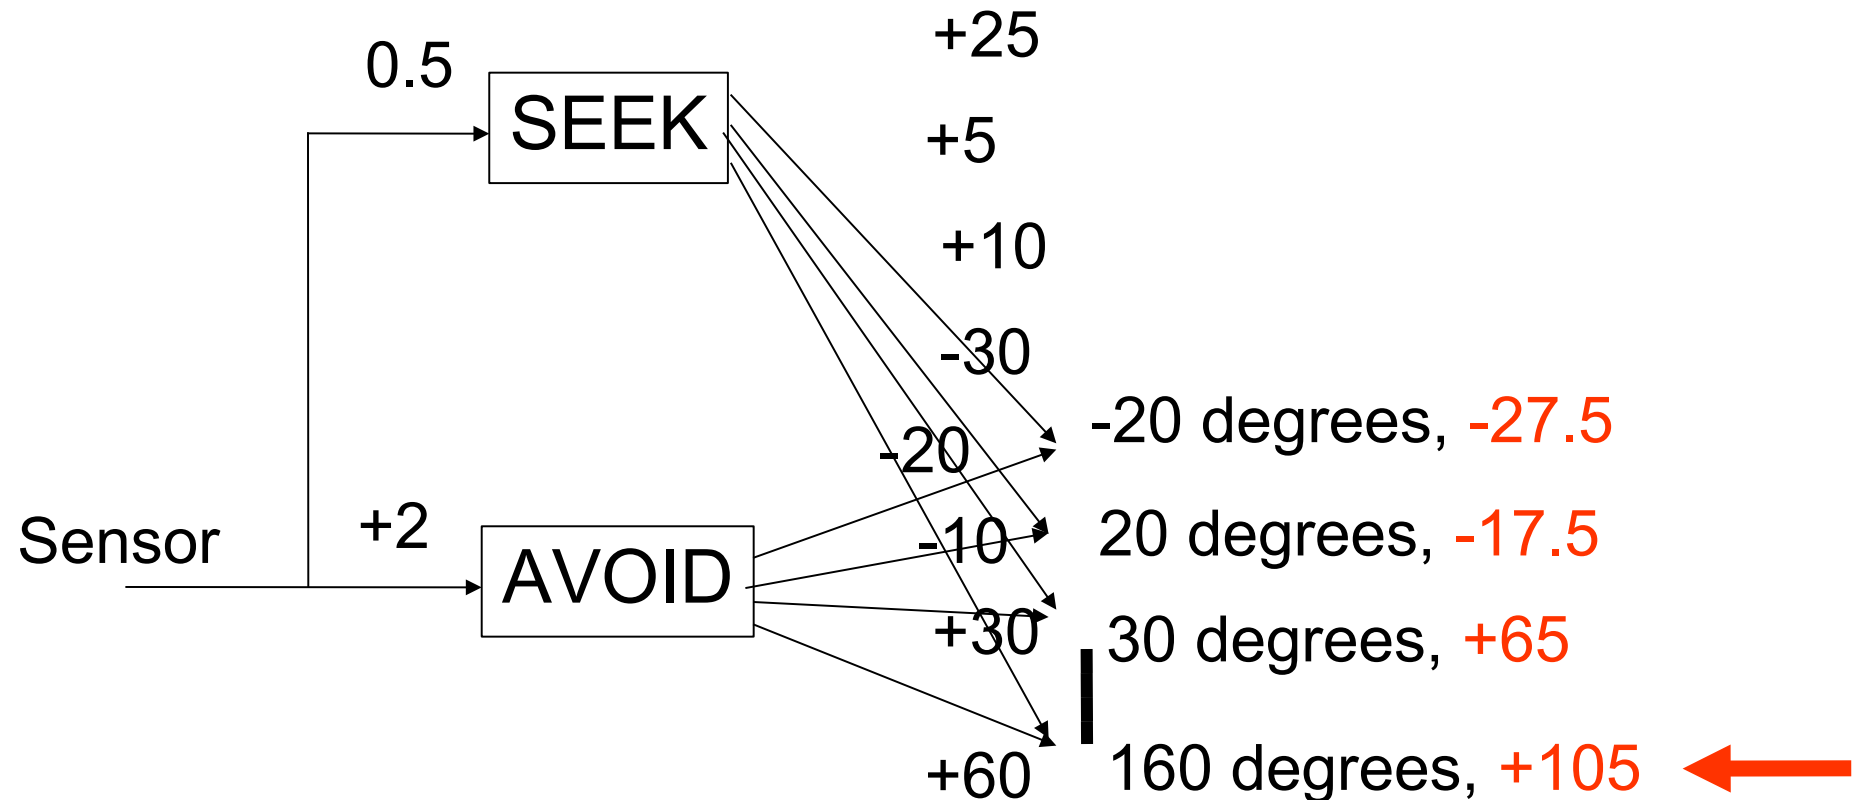 +25
0.5
SEEK
+5
+10
-30
-20 degrees, -27.5
-20
Sensor
+2
-10
20 degrees, -17.5
AVOID
+30
30 degrees, +65
+60
160 degrees, +105